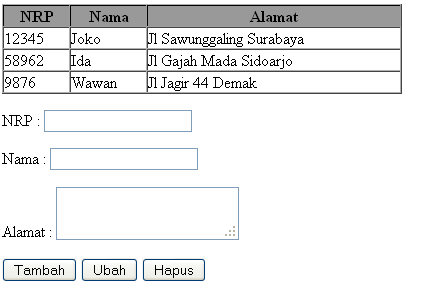 NRP Nama Alamat
12345 Joko Jl Sawunggaling Surabaya
58962 Ida Jl Gajah Mada Sidoarjo
9876 Wawan Jl Jagir 44 Demak
NRP :
Nama :
Alamat :
Tambah Ubah Hapus